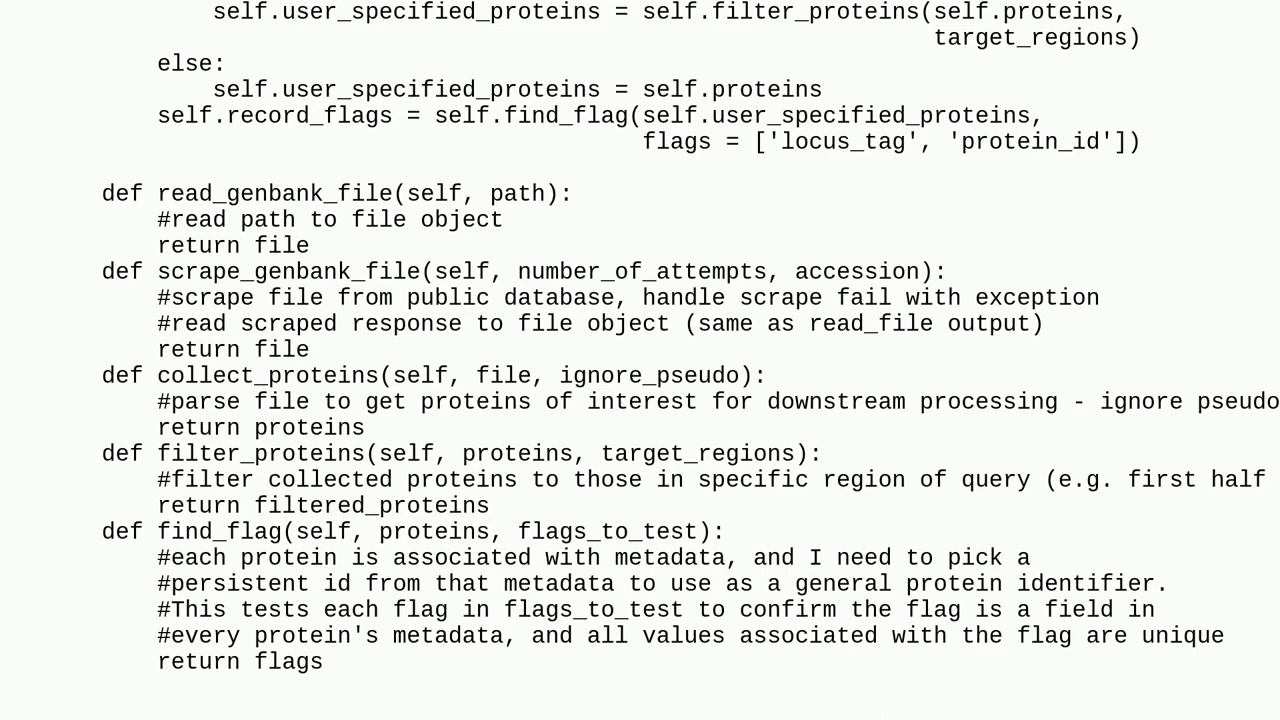 self.user_specified_proteins = self.filter_proteins(self.proteins,
target_regions)
else:
self.user_specified_proteins = self.proteins
self.record_flags = self.find_flag(self.user_specified_proteins,
flags = ['locus_tag', 'protein_id'])
def read_genbank_file(self, path):
#read path to file object
return file
def scrape_genbank_file(self, number_of_attempts, accession):
#scrape file from public database, handle scrape fail with exception
#read scraped response to file object (same as read_file output)
return file
def collect_proteins(self, file, ignore_pseudo):
#parse file to get proteins of interest for downstream processing - ignore pseudo
return proteins
def filter_proteins(self, proteins, target_regions):
#filter collected proteins to those in specific region of query (e.g. first half
return filtered_proteins
def find_flag(self, proteins, flags_to_test):
#each protein is associated with metadata, and I need to pick a
#persistent id from that metadata to use as a general protein identifier.
#This tests each flag in flags_to_test to confirm the flag is a field in
#every protein's metadata, and all values associated with the flag are unique
return flags